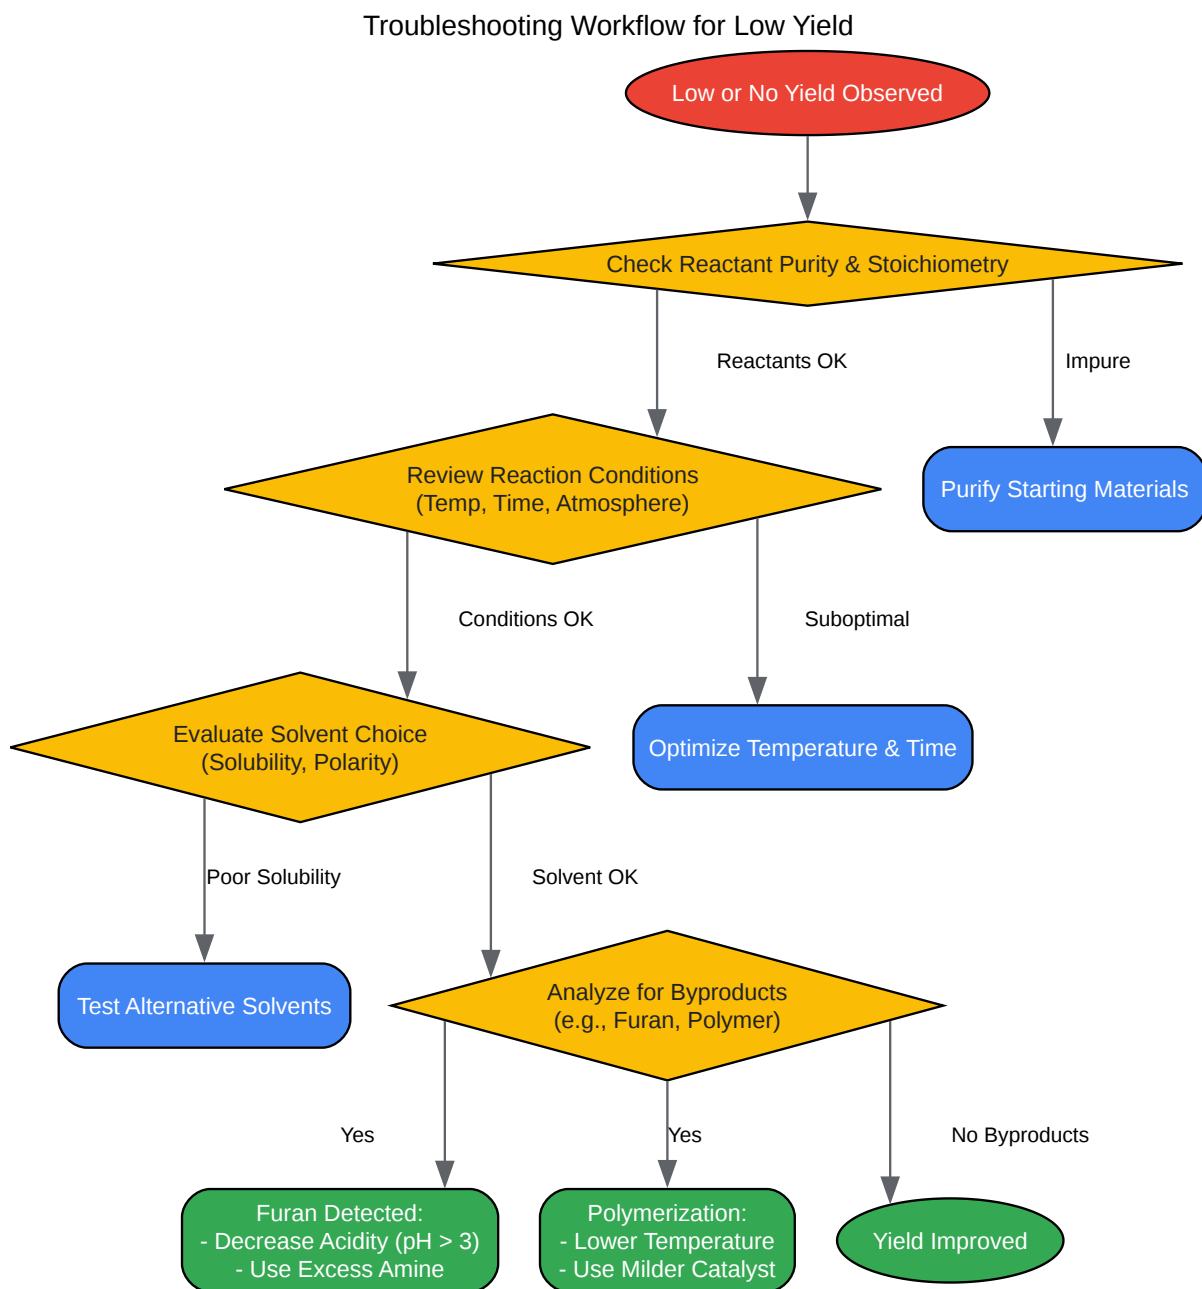 Troubleshooting Workflow for Low Yield
Low or No Yield Observed
Check Reactant Purity & Stoichiometry
Reactants OK
Impure
Review Reaction Conditions
(Temp, Time, Atmosphere)
Purify Starting Materials
Conditions OK
Suboptimal
Evaluate Solvent Choice
(Solubility, Polarity)
Optimize Temperature & Time
Poor Solubility
Solvent OK
Test Alternative Solvents
Analyze for Byproducts
(e.g., Furan, Polymer)
Yes
Yes
No Byproducts
Furan Detected:
- Decrease Acidity (pH > 3)
- Use Excess Amine
Polymerization:
- Lower Temperature
- Use Milder Catalyst
Yield Improved